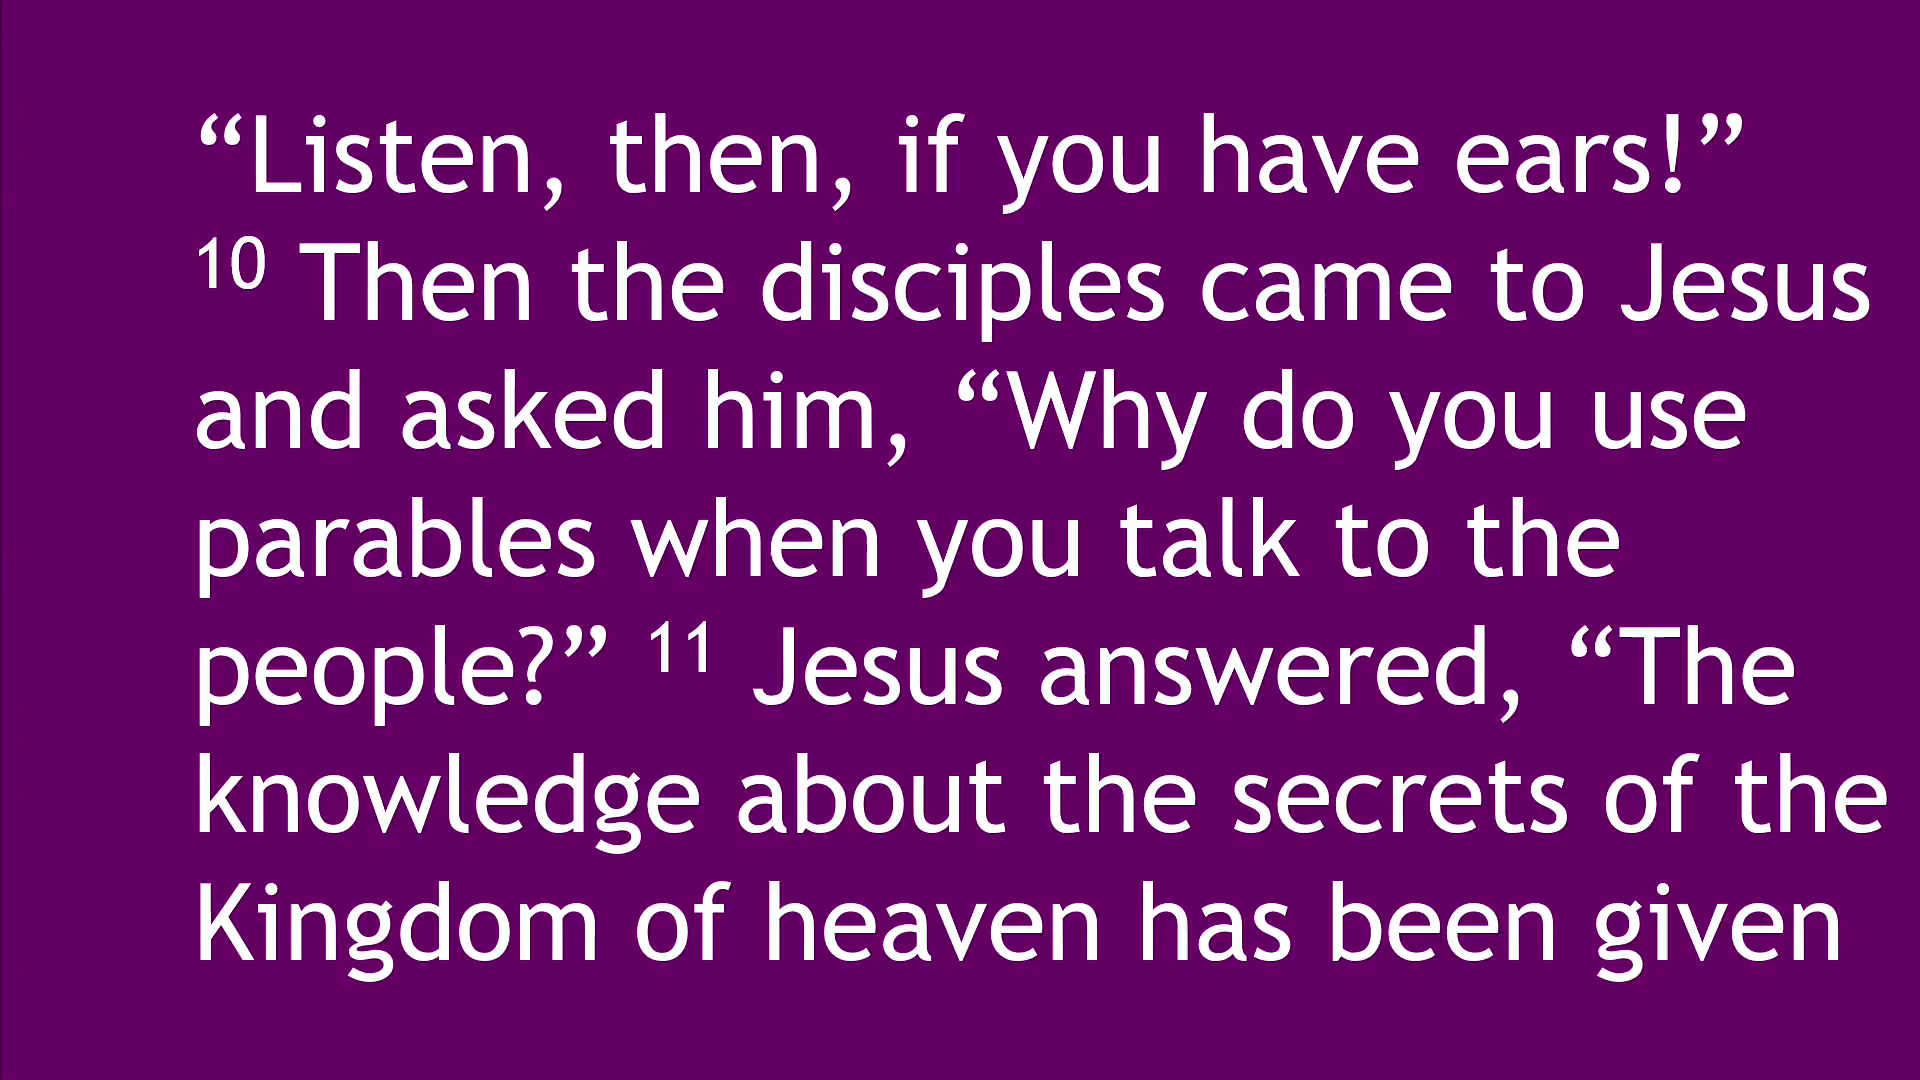 “Listen, then, if you have ears!”
10 Then the disciples came to Jesus
and asked him, “Why do you use
parables when you talk to the
people?” 11 Jesus answered, “The
knowledge about the secrets of the
Kingdom of heaven has been given